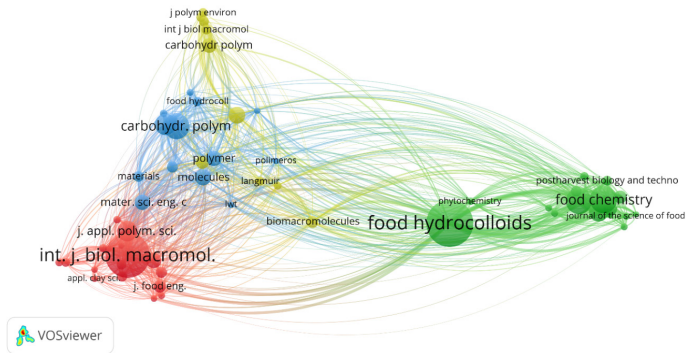 j polym environ
int j biol macromol
carbohydr polym
food hydrocoll
carbohydr. polym
polymer
polimeros
materials
molecules
langmuir
postharvest biology and techno
mater. sci. eng. c
lwt
phytochemistry
food chemistry
journal of the science of food
biomacromolecules
food hydrocolloids
j. appl. polym. sci.
int. j. biol. macromol.
appl. clay sci.
j. food eng.
VOSviewer